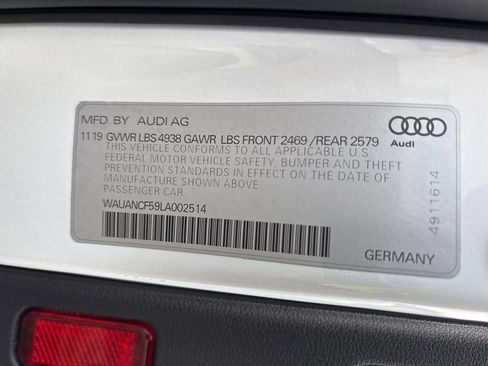 MFD. BY AUDI AG
11 19 GVWR LBS 4938 GAWR LBS FRONT 2469 /REAR 2579
THIS VEHICLE CONFORMS TO ALL APPLICABLE U.S.
FEDERAL MOTOR VEHICLE SAFETY, BUMPER AND THEFT
PREVENTION STANDARDS IN EFFECT ON THE DATE OF
MANUFACTURE SHOWN ABOVE
PASSENGER CAR
WAUANCF59LA002514
Audi
4911614
GERMANY